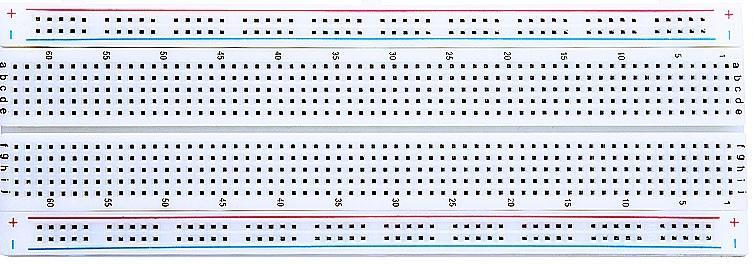 + +
− −
60 55 50 45 40 35 30 25 20 15 10 5 1
a a
b b
c c
d d
e e
f f
g g
h h
i i
j j
60 55 50 45 40 35 30 25 20 15 10 5 1
+ +
− −